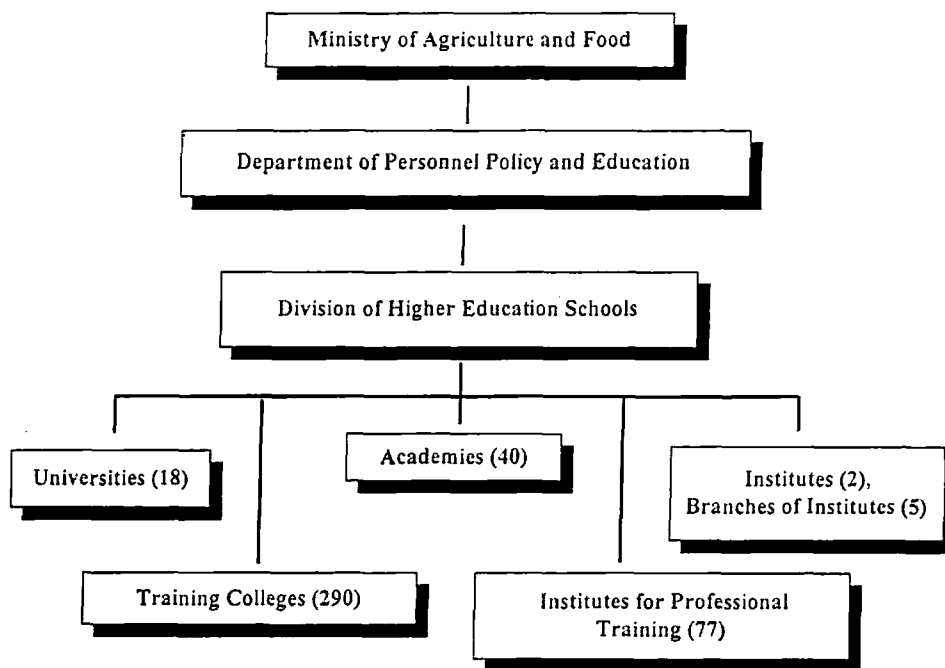 Ministry of Agriculture and Food
Department of Personnel Policy and Education
Division of Higher Education Schools
Universities (18)
Academies (40)
Institutes (2),
Branches of Institutes (5)
Training Colleges (290)
Institutes for Professional
Training (77)